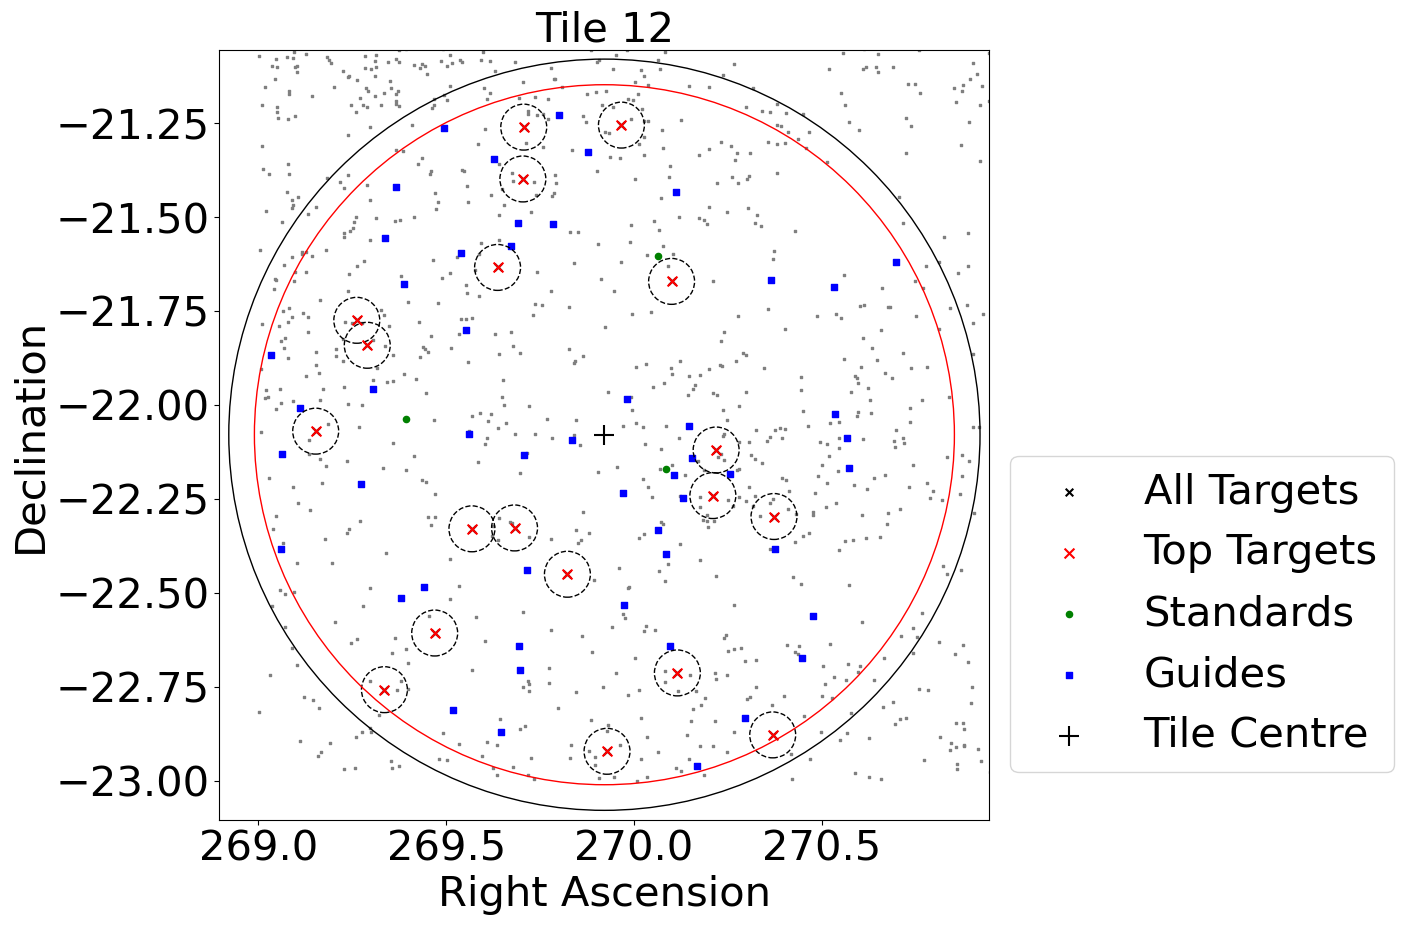 Tile 12
Declination
−21.25
−21.50
−21.75
−22.00
−22.25
−22.50
−22.75
−23.00
269.0 269.5 270.0 270.5
Right Ascension
All Targets
Top Targets
Standards
Guides
Tile Centre